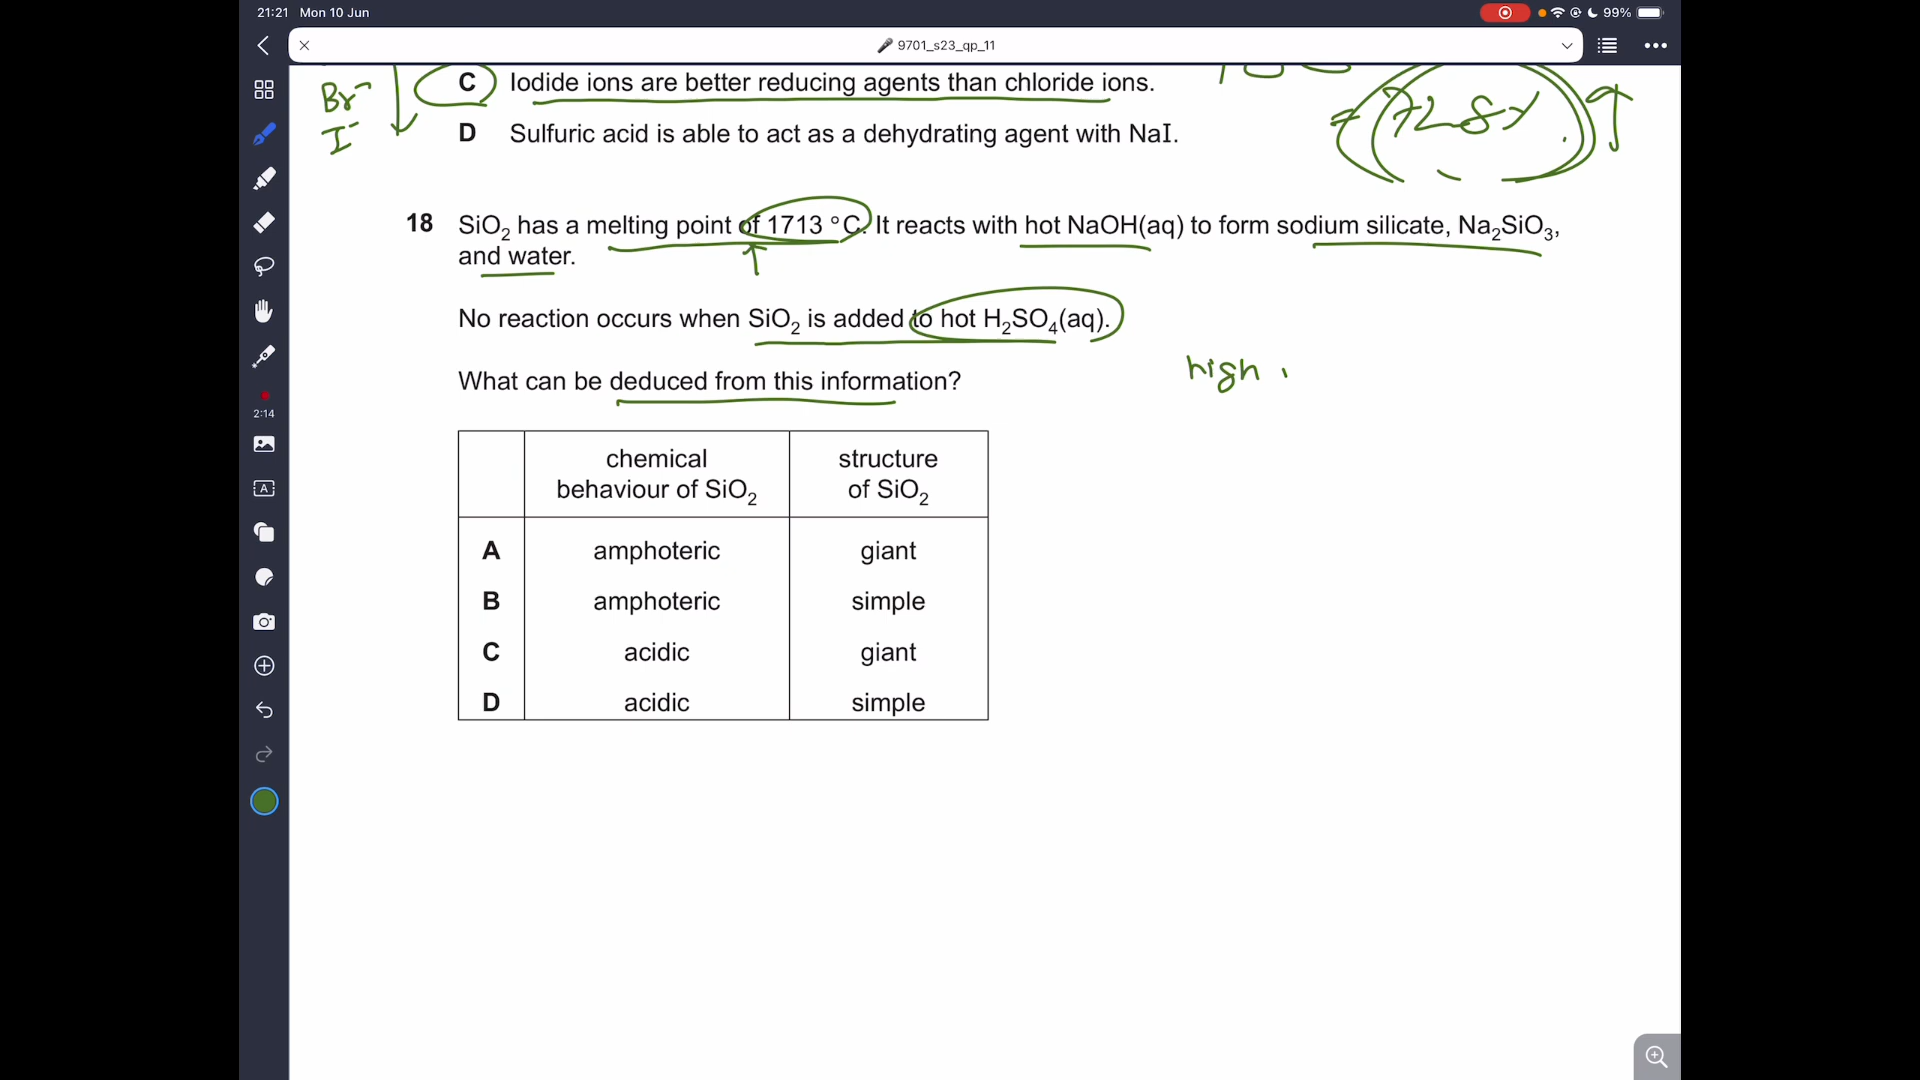 21:21 Mon 10 Jun
99%
9701_s23_qp_11
Br⁻
I⁻
C Iodide ions are better reducing agents than chloride ions.
D Sulfuric acid is able to act as a dehydrating agent with NaI.
18 SiO₂ has a melting point of 1713 °C. It reacts with hot NaOH(aq) to form sodium silicate, Na₂SiO₃,
and water.
No reaction occurs when SiO₂ is added to hot H₂SO₄(aq).
high
What can be deduced from this information?
2:14
chemical behaviour of SiO₂ structure of SiO₂
A amphoteric giant
B amphoteric simple
C acidic giant
D acidic simple